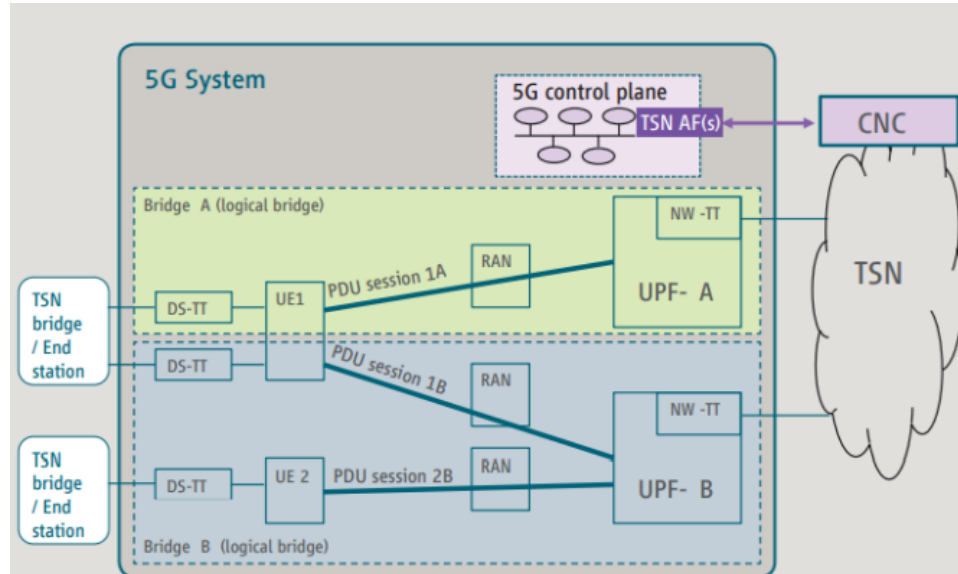 5G System
5G control plane
TSN AF(s)
CNC
Bridge A (logical bridge)
NW -TT
RAN
PDU session 1A
UPF- A
TSN
TSN
bridge
/ End
station
DS-TT
UE1
DS-TT
PDU session 1B
RAN
NW -TT
UPF- B
TSN
bridge
/ End
station
DS-TT
UE 2
PDU session 2B
RAN
Bridge B (logical bridge)